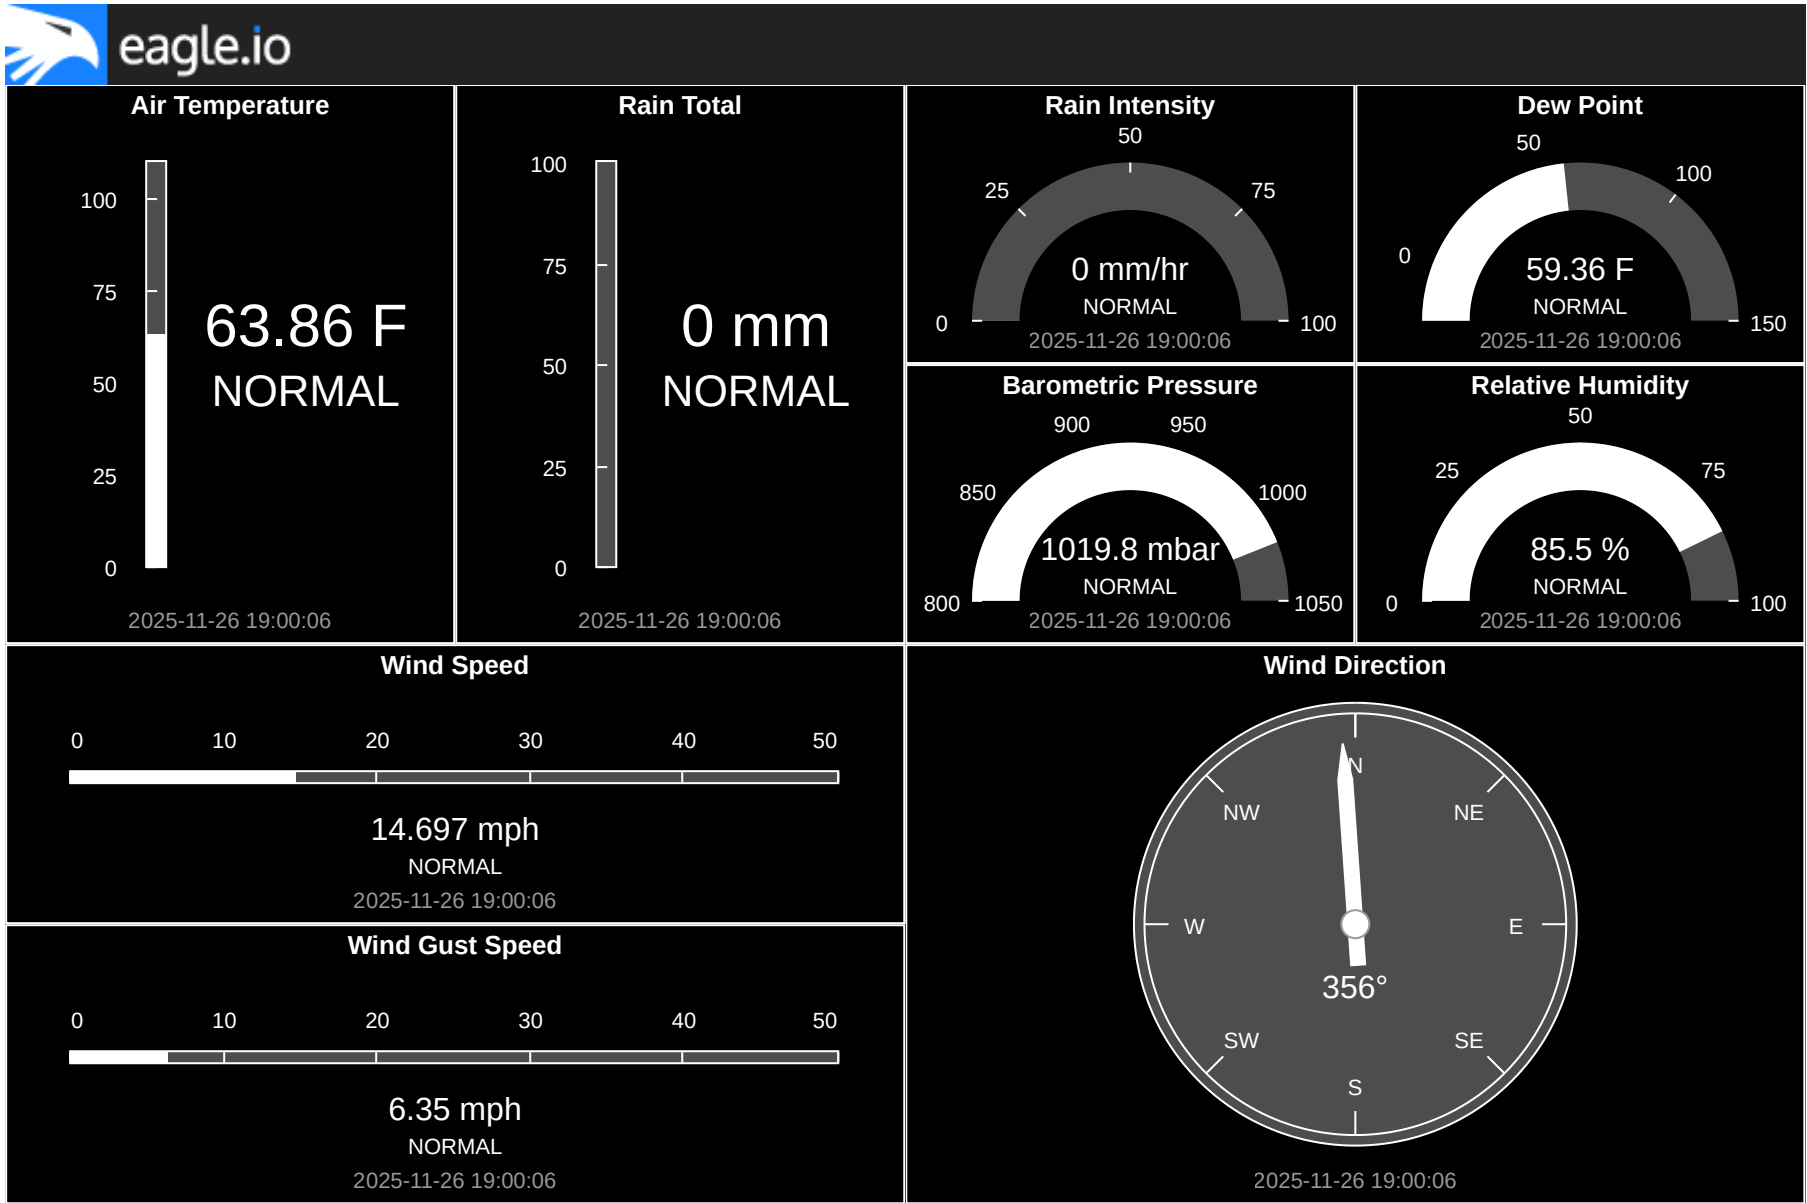 eagle.io
Air Temperature
100
75
50
25
0
63.86 F
NORMAL
2025-11-26 19:00:06
Rain Total
100
75
50
25
0
0 mm
NORMAL
2025-11-26 19:00:06
Rain Intensity
0
25
50
75
100
0 mm/hr
NORMAL
2025-11-26 19:00:06
Dew Point
0
50
100
150
59.36 F
NORMAL
2025-11-26 19:00:06
Barometric Pressure
800
850
900
950
1000
1050
1019.8 mbar
NORMAL
2025-11-26 19:00:06
Relative Humidity
0
25
50
75
100
85.5 %
NORMAL
2025-11-26 19:00:06
Wind Speed
0 10 20 30 40 50
14.697 mph
NORMAL
2025-11-26 19:00:06
Wind Gust Speed
0 10 20 30 40 50
6.35 mph
NORMAL
2025-11-26 19:00:06
Wind Direction
N
NW NE
W E
356°
SW SE
S
2025-11-26 19:00:06